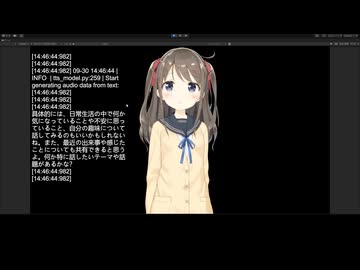 [14:46:44:982]
[14:46:44:982]
[14:46:44:982] 09-30 14:46:44 |
INFO | tts_model.py:259 | Start
generating audio data from text:
[14:46:44:982]
[14:46:44:982]
[14:46:44:982]
具体的には、日常生活の中で何か
気になっていることや不安に思っ
ていること、自分の趣味について
話してみるのもいいかもしれない
ね。また、最近の出来事や感じた
ことについても共有できると思う
よ。何か特に話したいテーマや話
題があるかな?
[14:46:44:982]
[14:46:44:982]